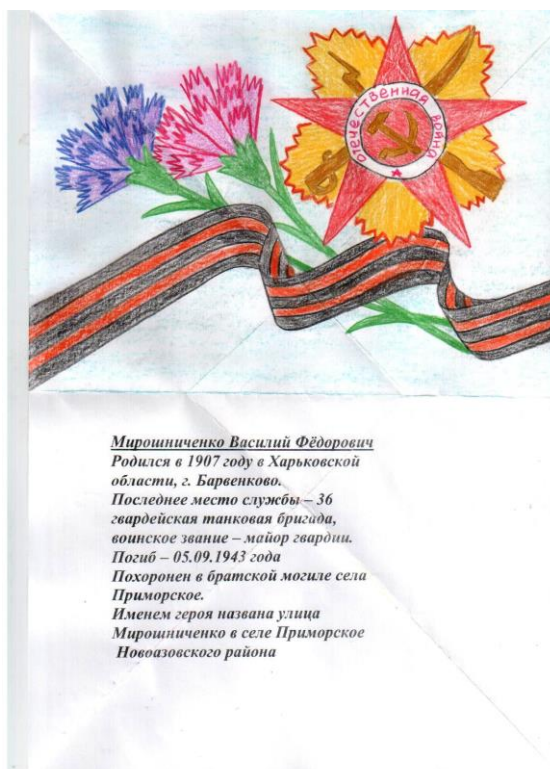 ОТЕЧЕСТВЕННАЯ ВОЙНА
Мирошниченко Василий Фёдорович
Родился в 1907 году в Харьковской
области, г. Барвенково.
Последнее место службы – 36
гвардейская танковая бригада,
воинское звание – майор гвардии.
Погиб – 05.09.1943 года
Похоронен в братской могиле села
Приморское.
Именем героя названа улица
Мирошниченко в селе Приморское
Новоазовского района